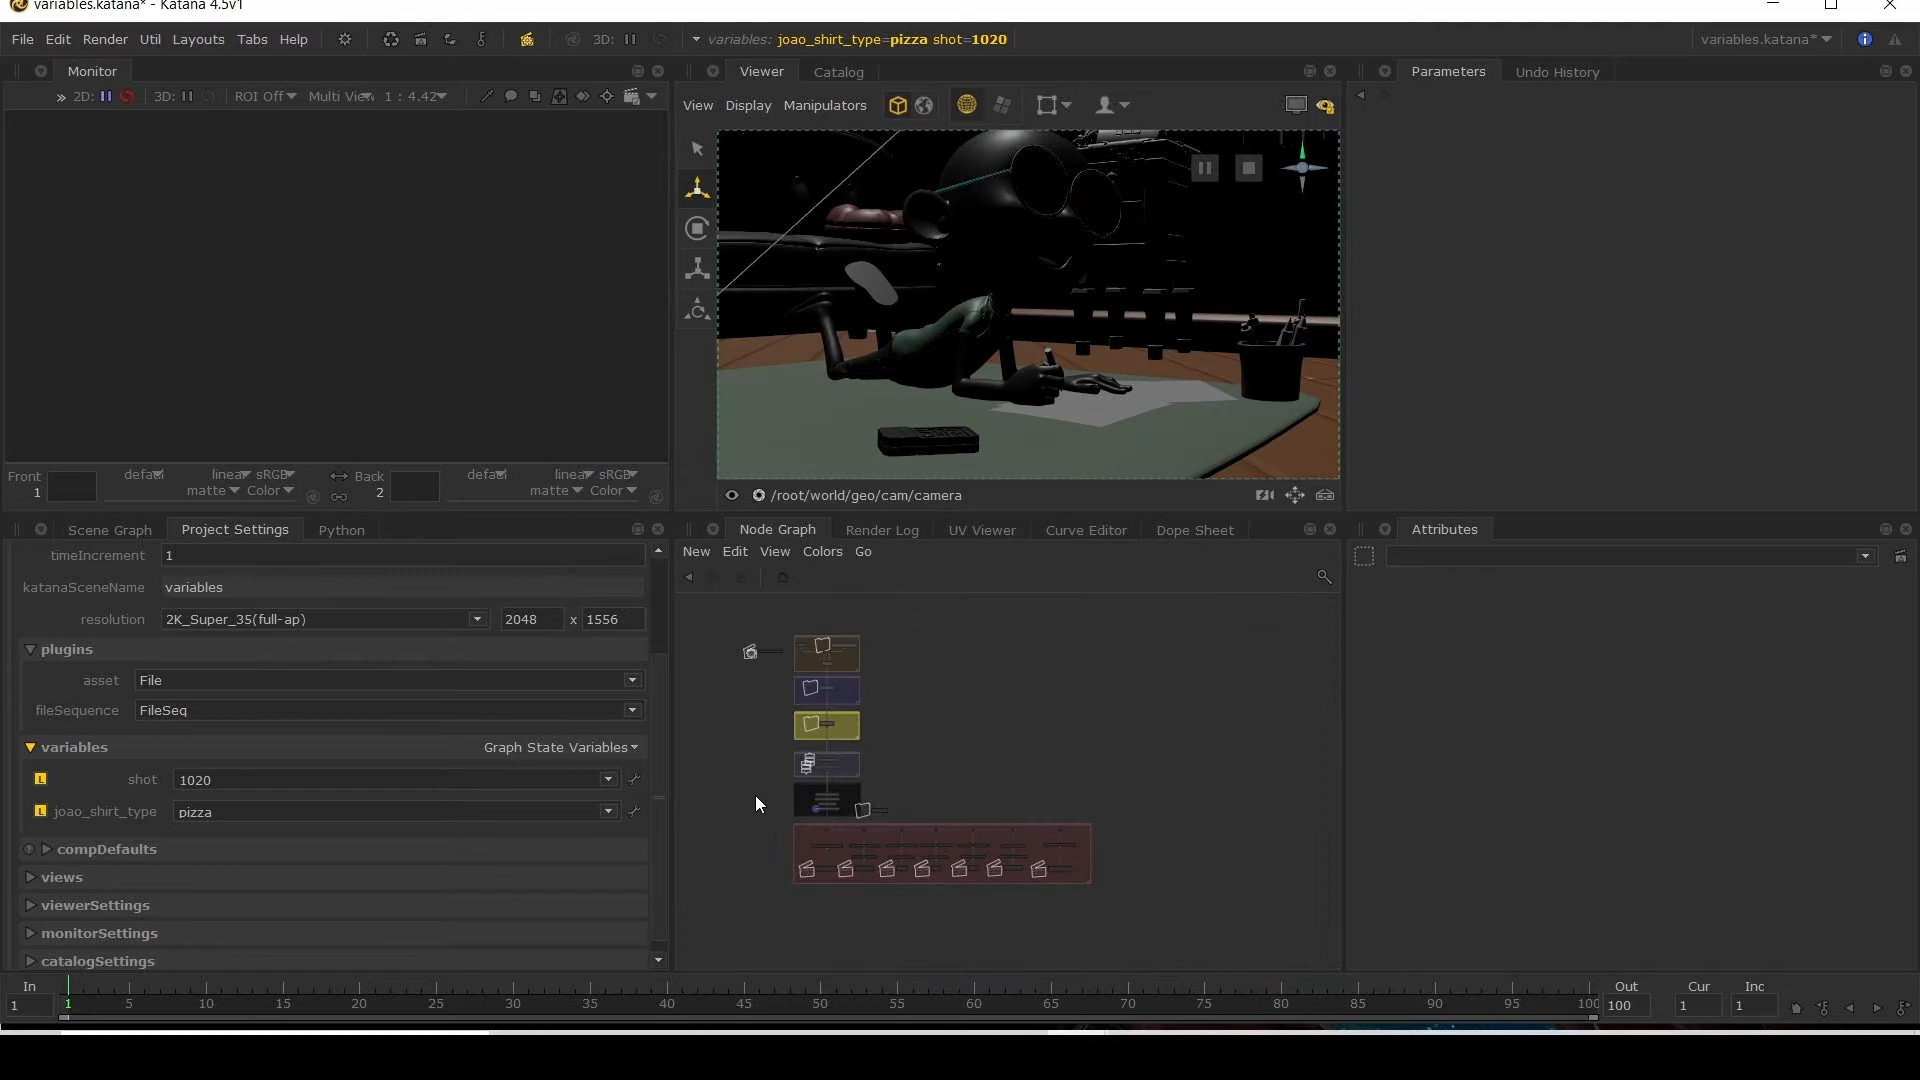 variables.katana* - Katana 4.5v1
File Edit Render Util Layouts Tabs Help 3D: variables: joao_shirt_type=pizza shot=1020 variables.katana*
Monitor
2D: 3D: ROI Off Multi View 1 : 4.42
Front defaul linear sRGB Back defaul linear sRGB
1 matte Color 2 matte Color
Viewer Catalog
View Display Manipulators
/root/world/geo/cam/camera
Parameters Undo History
Scene Graph Project Settings Python
timeIncrement 1
katanaSceneName variables
resolution 2K_Super_35(full-ap) 2048 x 1556
plugins
asset File
fileSequence FileSeq
variables Graph State Variables
L shot 1020
L joao_shirt_type pizza
compDefaults
views
viewerSettings
monitorSettings
catalogSettings
Node Graph Render Log UV Viewer Curve Editor Dope Sheet
New Edit View Colors Go
Attributes
In Out Cur Inc
1 1 5 10 15 20 25 30 35 40 45 50 55 60 65 70 75 80 85 90 95 100 100 1 1